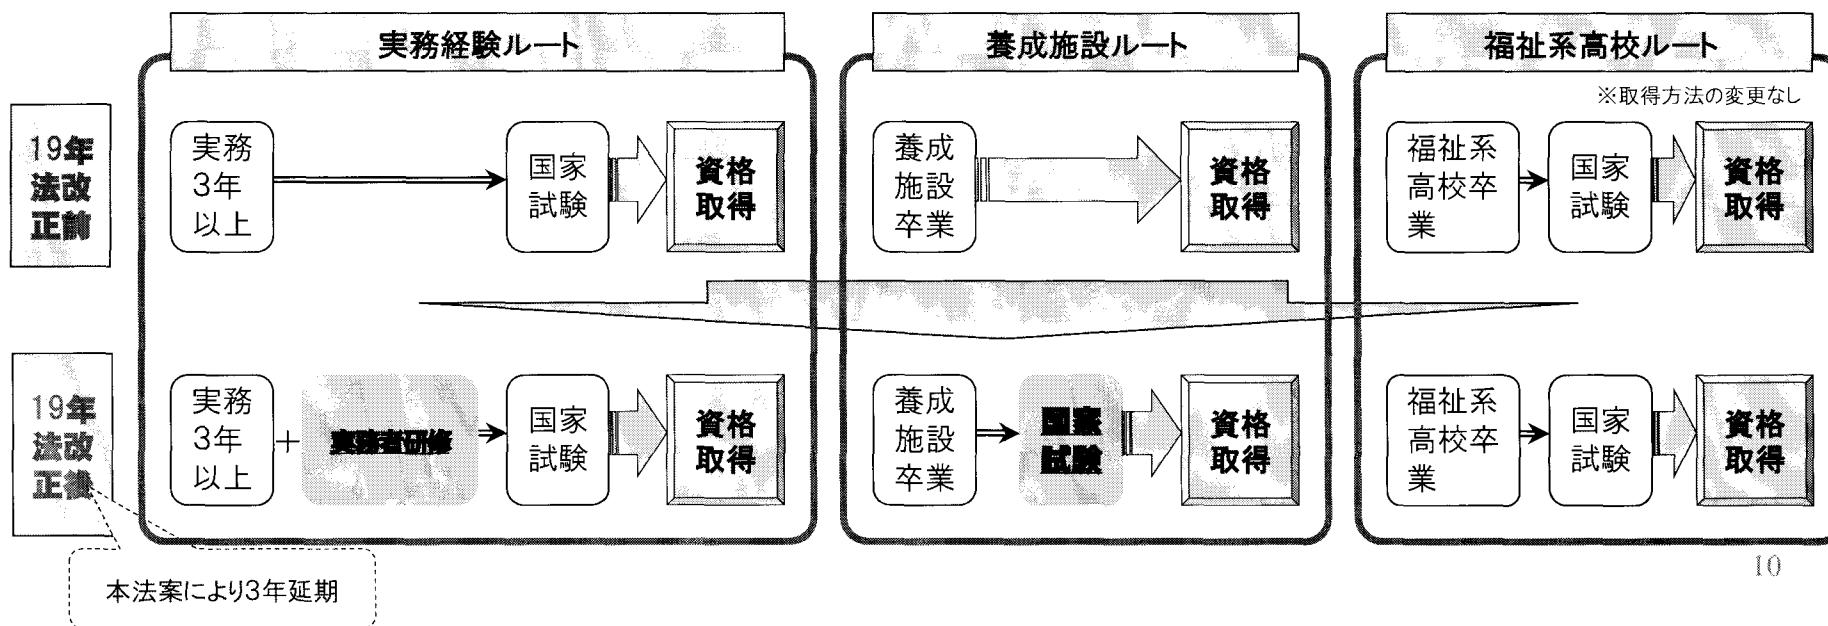 実務経験ルート
養成施設ルート
福祉系高校ルート
※取得方法の変更なし
19年
法改
正前
実務
3年
以上
国家
試験
資格
取得
養成
施設
卒業
資格
取得
福祉系
高校卒
業
国家
試験
資格
取得
19年
法改
正後
実務
3年
以上
+
実務者研修
国家
試験
資格
取得
養成
施設
卒業
国家
試験
資格
取得
福祉系
高校卒
業
国家
試験
資格
取得
本法案により3年延期
10